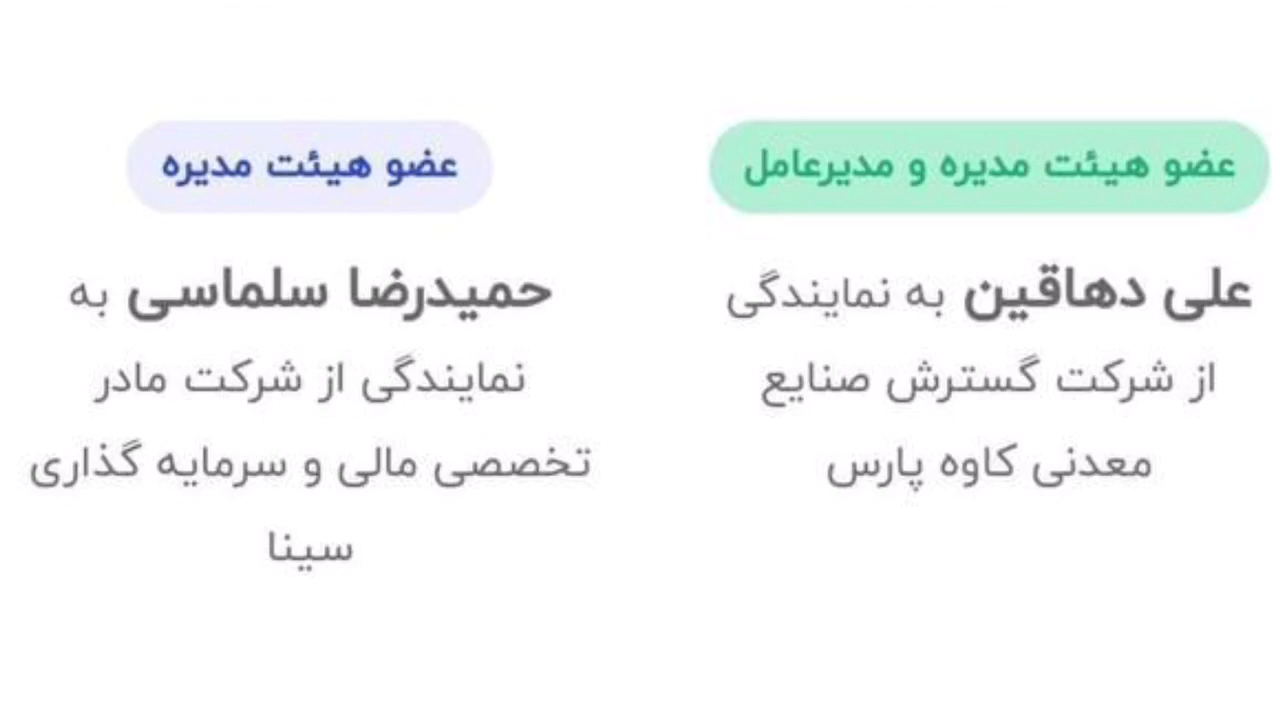 عضو هیئت مدیره و مدیرعامل
علی دهاقین به نمایندگی
از شرکت گسترش صنایع
معدنی کاوه پارس
عضو هیئت مدیره
حمیدرضا سلماسی به
نمایندگی از شرکت مادر
تخصصی مالی و سرمایه گذاری
سینا